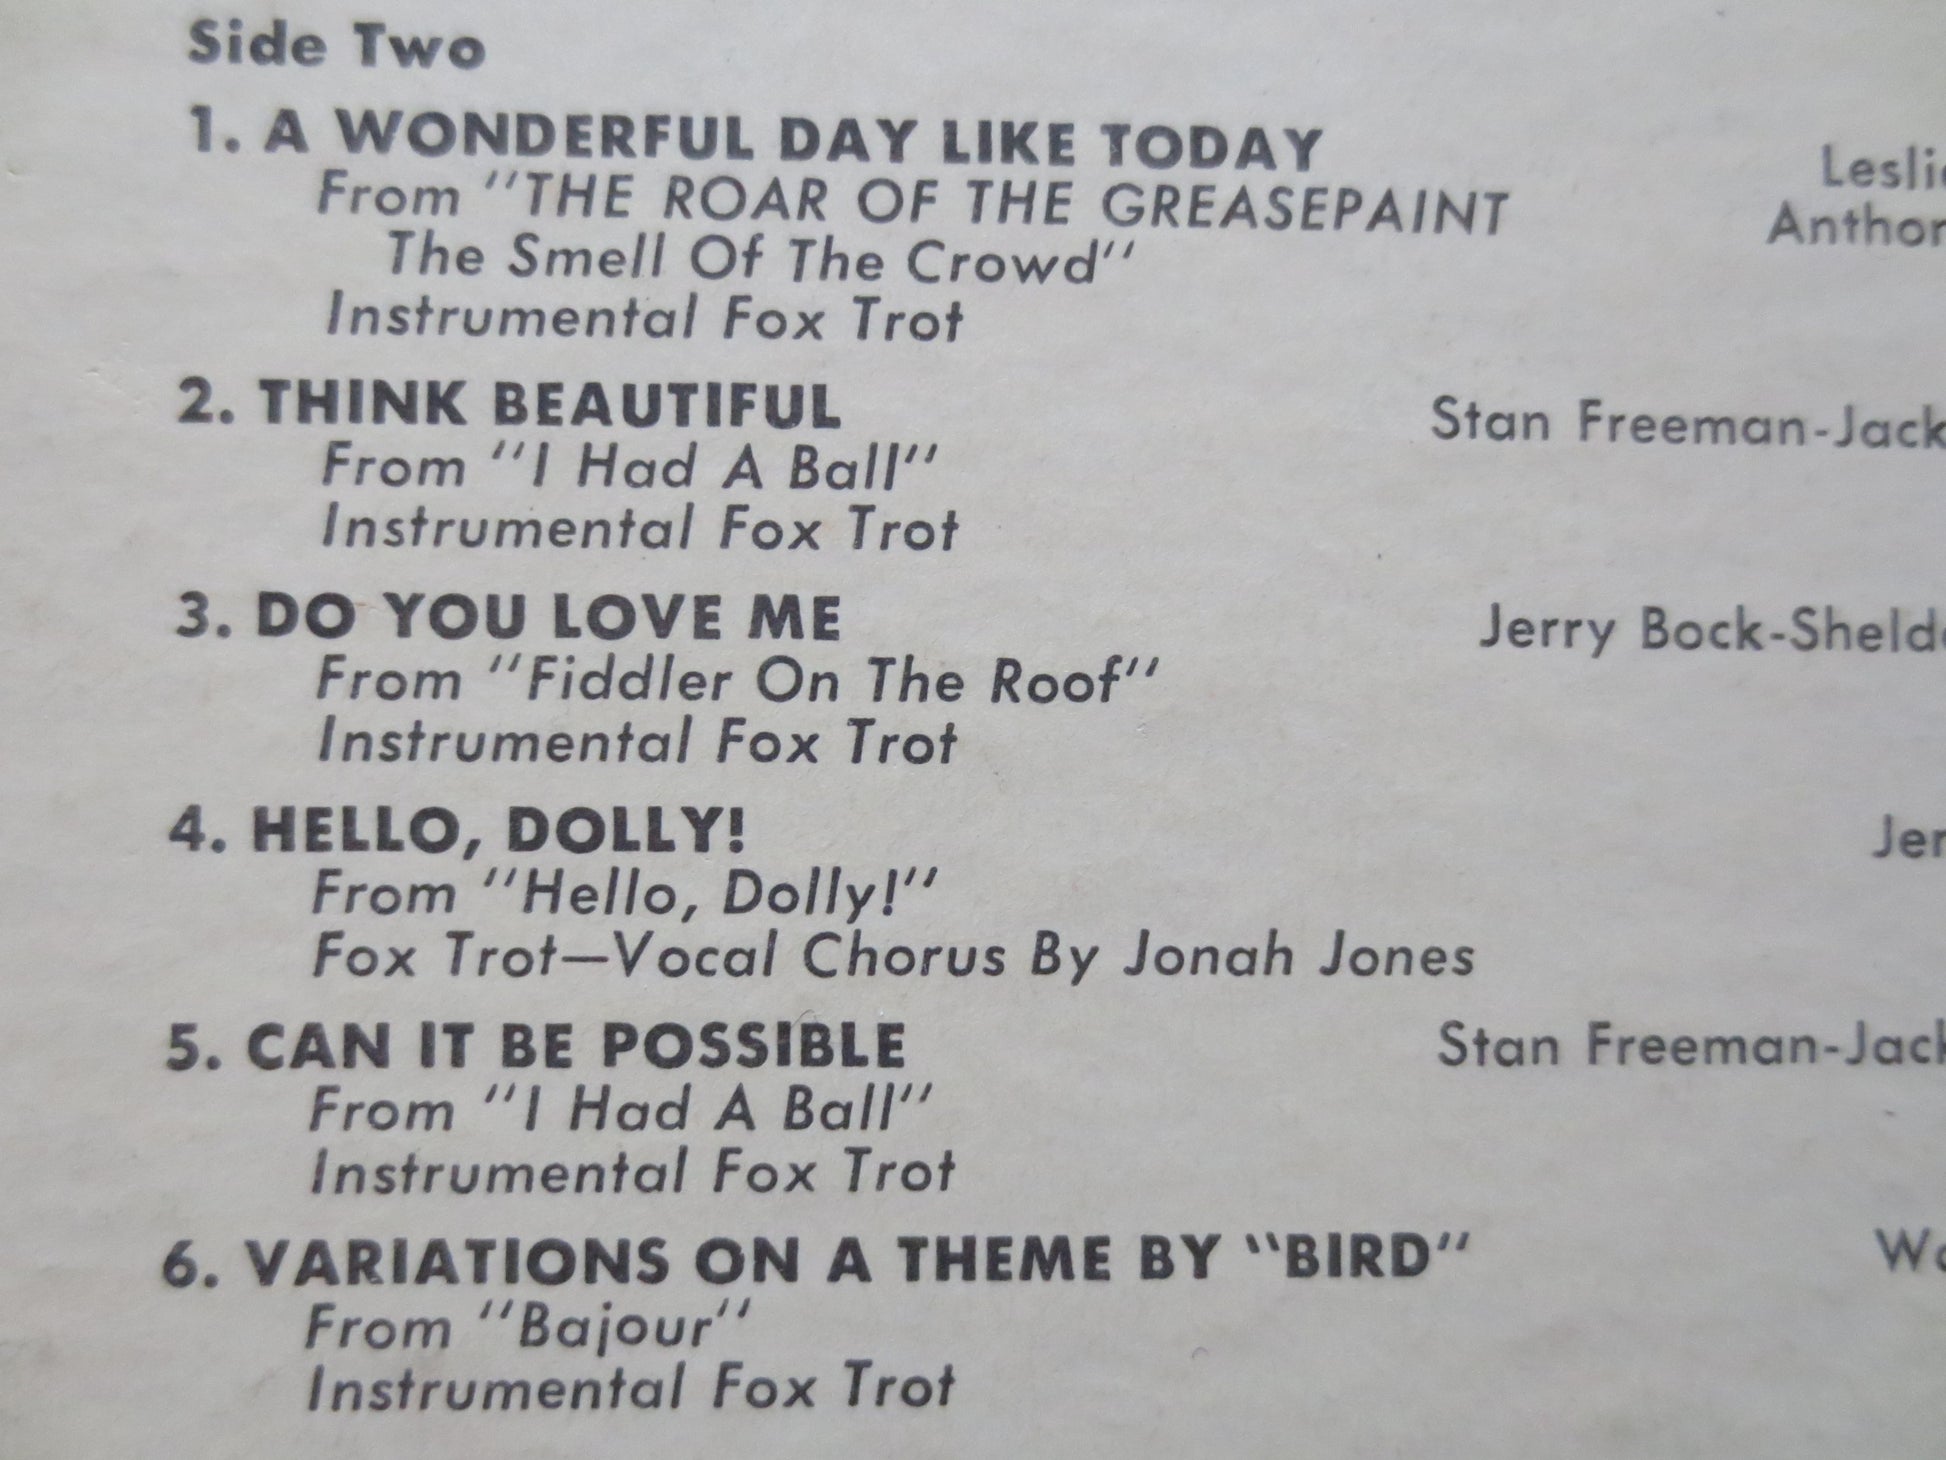 Side Two
1. A WONDERFUL DAY LIKE TODAY
From "THE ROAR OF THE GREASEPAINT
The Smell Of The Crowd"
Instrumental Fox Trot
2. THINK BEAUTIFUL Stan Freeman-Jack
From "I Had A Ball"
Instrumental Fox Trot
3. DO YOU LOVE ME Jerry Bock-
From "Fiddler On The Roof"
Instrumental Fox Trot
4. HELLO, DOLLY!
From "Hello, Dolly!"
Fox Trot—Vocal Chorus By Jonah Jones
5. CAN IT BE POSSIBLE Stan Freeman-Jack
From "I Had A Ball"
Instrumental Fox Trot
6. VARIATIONS ON A THEME BY "BIRD"
From "Bajour"
Instrumental Fox Trot